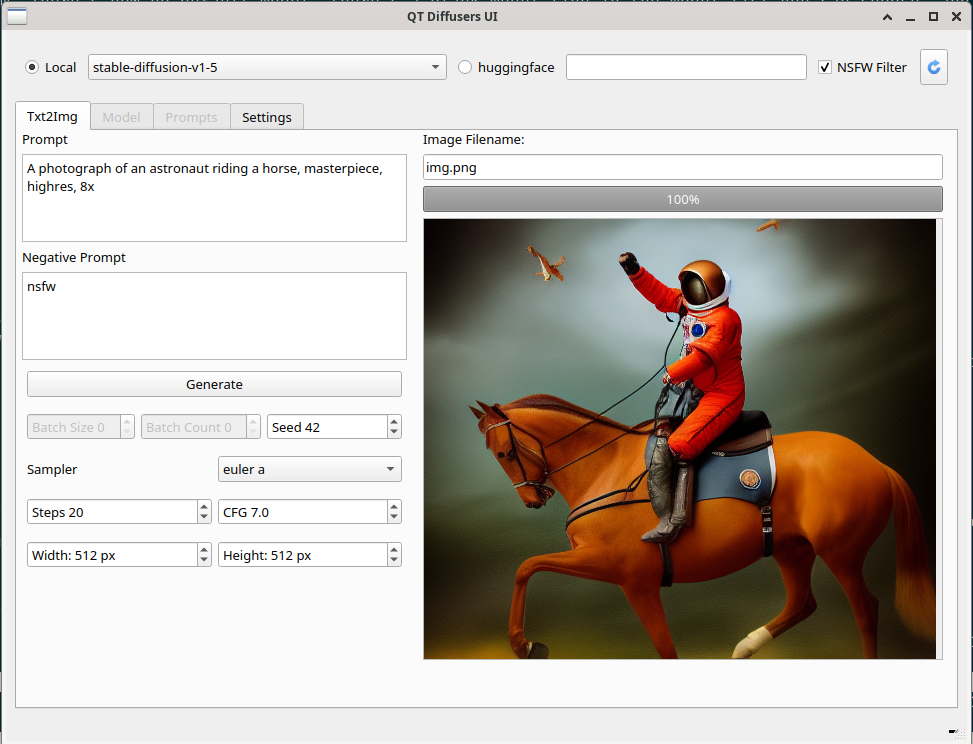 QT Diffusers UI
Local
stable-diffusion-v1-5
huggingface
NSFW Filter
Txt2Img
Model
Prompts
Settings
Prompt
A photograph of an astronaut riding a horse, masterpiece,
highres, 8x
Negative Prompt
nsfw
Generate
Batch Size 0
Batch Count 0
Seed 42
Sampler
euler a
Steps 20
CFG 7.0
Width: 512 px
Height: 512 px
Image Filename:
img.png
100%